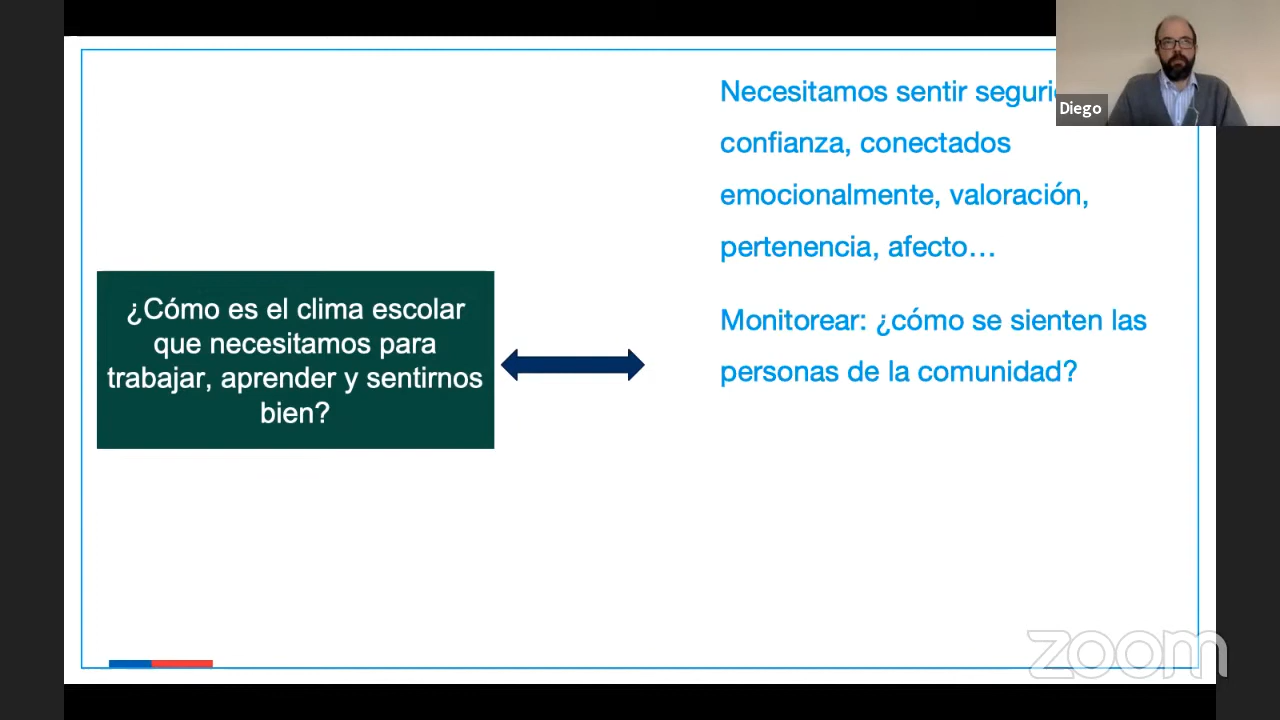 Necesitamos sentir
confianza, conectados
emocionalmente, valoración,
pertenencia, afecto…
Monitorear: ¿cómo se sienten las
personas de la comunidad?
¿Cómo es el clima escolar
que necesitamos para
trabajar, aprender y sentirnos
bien?
Diego
zoom